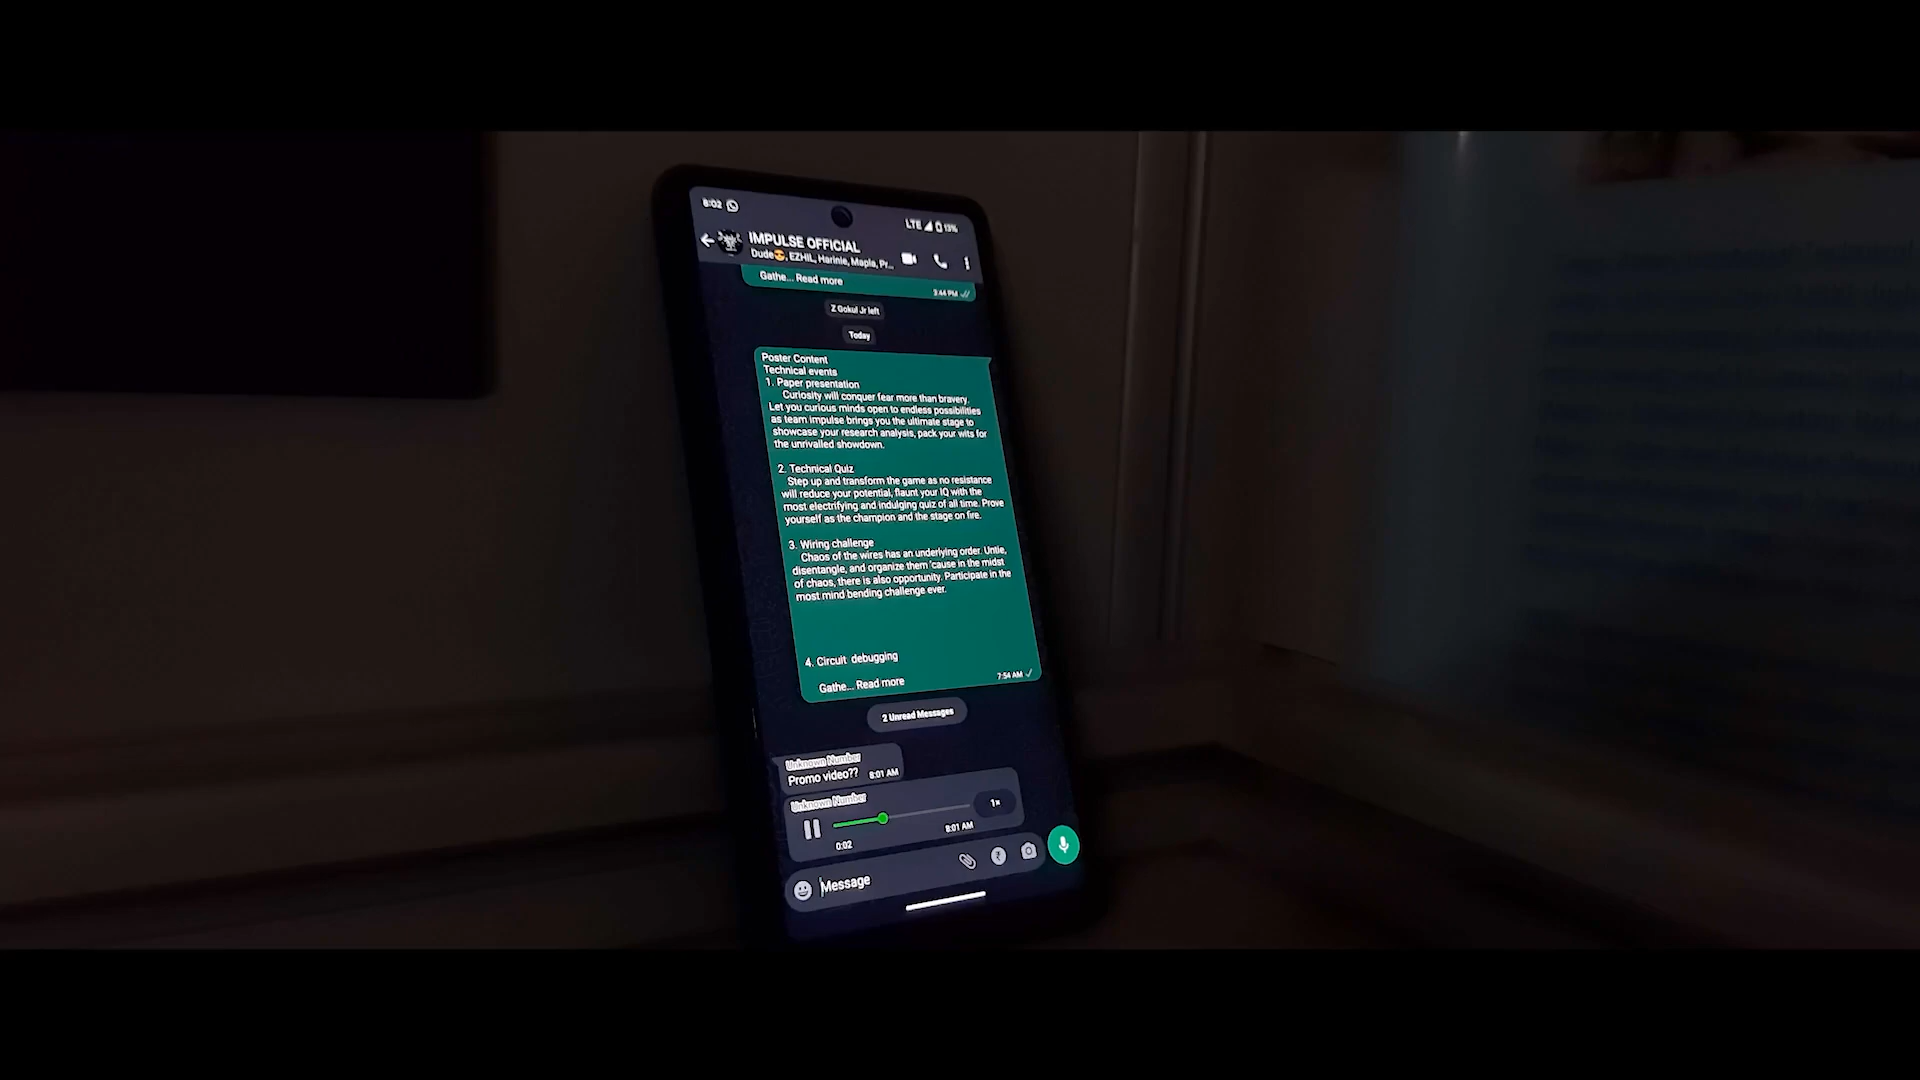 8:02
LTE 13%
IMPULSE OFFICIAL
Dude😎, EZHIL, Harinie, Mapla, Pr...
Gathe... Read more
3:44 PM
Z Gokul Jr left
Today
Poster Content
Technical events
1. Paper presentation
Curiosity will conquer fear more than bravery.
Let you curious minds open to endless possibilities
as team impulse brings you the ultimate stage to
showcase your research analysis, pack your wits for
the unrivalled showdown.
2. Technical Quiz
Step up and transform the game as no resistance
will reduce your potential, flaunt your IQ with the
most electrifying and indulging quiz of all time. Prove
yourself as the champion and the stage on fire.
3. Wiring challenge
Chaos of the wires has an underlying order. Untie,
disentangle, and organize them 'cause in the midst
of chaos, there is also opportunity. Participate in the
most mind bending challenge ever.
4. Circuit debugging
Gathe... Read more
7:54 AM
2 Unread Messages
Unknown Number
Promo video?? 8:01 AM
Unknown Number
1×
0:02 8:01 AM
Message